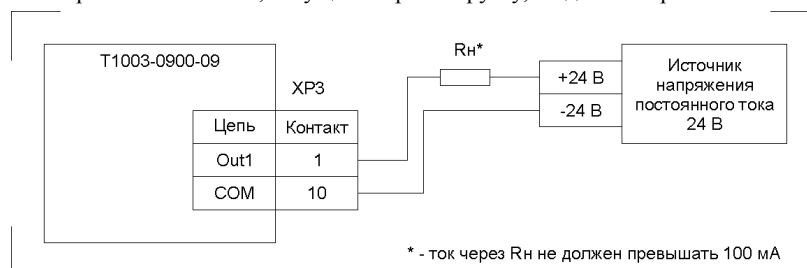 T1003-0900-09
XP3
Цепь Контакт
Out1 1
COM 10
Rн*
+24 В
-24 В
Источник
напряжения
постоянного тока
24 В
* - ток через Rн не должен превышать 100 мА